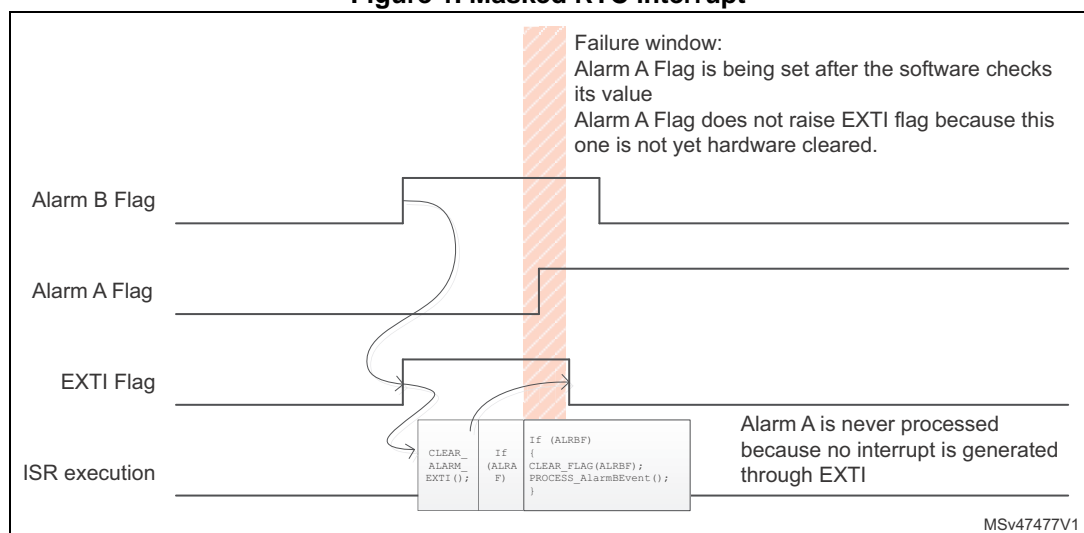 Figure 1. Masked RTC interrupt
Failure window:
Alarm A Flag is being set after the software checks
its value
Alarm A Flag does not raise EXTI flag because this
one is not yet hardware cleared.
Alarm B Flag
Alarm A Flag
EXTI Flag
ISR execution
CLEAR_
ALARM_
EXTI();
If
(ALRA
F)
If (ALRBF)
{
CLEAR_FLAG(ALRBF);
PROCESS_AlarmBEvent();
}
Alarm A is never processed
because no interrupt is generated
through EXTI
MSv47477V1